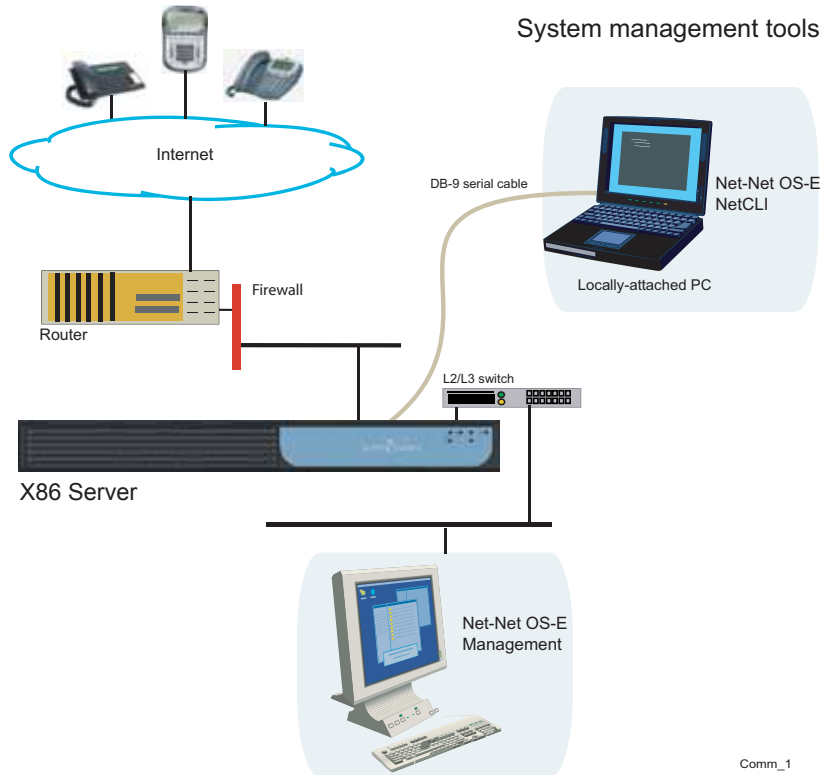 System management tools
Internet
DB-9 serial cable
Net-Net OS-E
NetCLI
Locally-attached PC
Firewall
Router
L2/L3 switch
X86 Server
Net-Net OS-E
Management
Comm_1